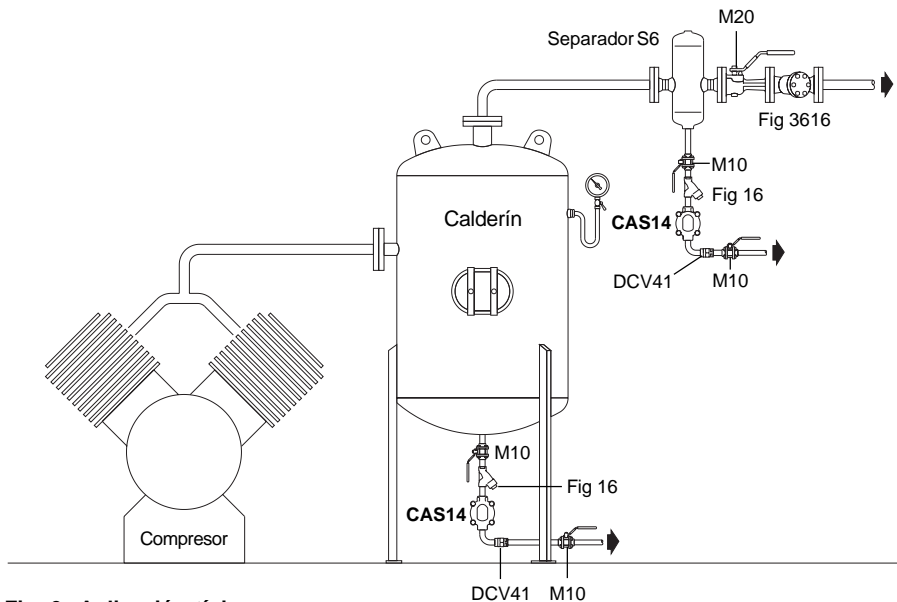 M20
Separador S6
Fig 3616
M10
Fig 16
CAS14
Calderín
DCV41
M10
M10
Fig 16
CAS14
Compresor
DCV41 M10